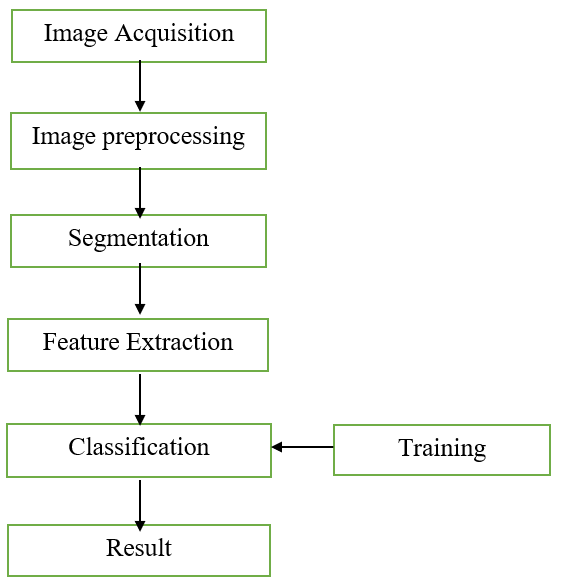 Image Acquisition
Image preprocessing
Segmentation
Feature Extraction
Classification
Training
Result